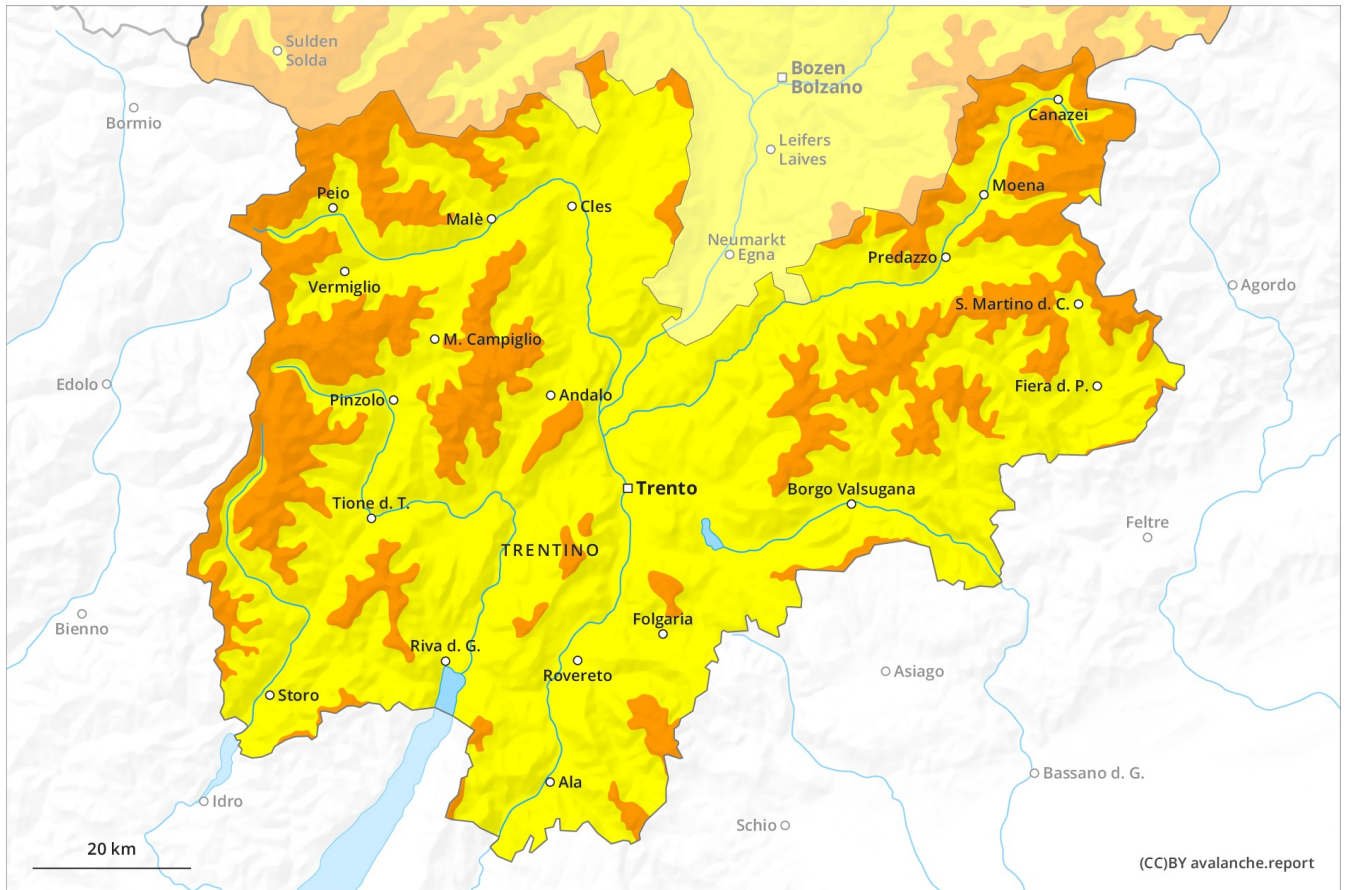 Sulden
Solda
Bozen
Bolzano
Bormio
Canazei
Leifers
Laives
Moena
Peio
Cles
Malè
Neumarkt
Egna
Predazzo
Vermiglio
Agordo
S. Martino d. C.
M. Campiglio
Edolo
Fiera d. P.
Andalo
Pinzolo
Trento
Borgo Valsugana
Tione d. T.
Feltre
TRENTINO
Folgaria
Bienno
Riva d. G.
Asiago
Rovereto
Storo
Bassano d. G.
Ala
Idro
Schio
20 km
(CC)BY avalanche.report